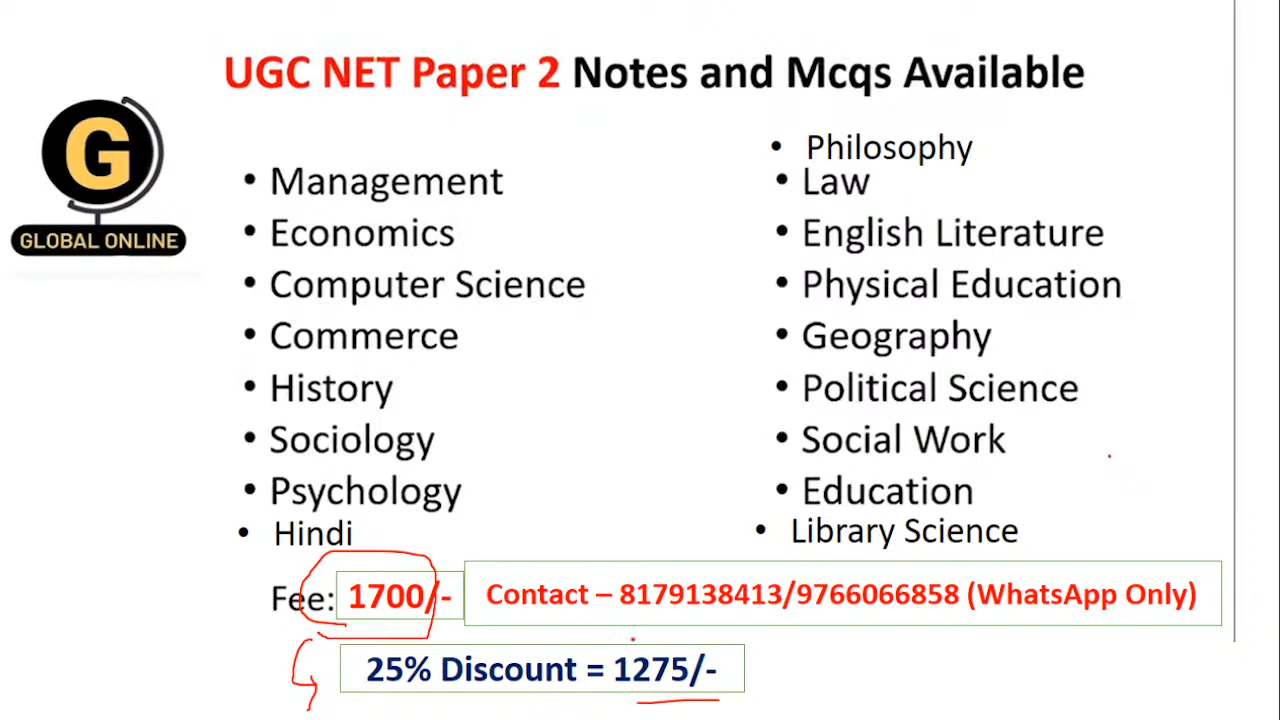 UGC NET Paper 2 Notes and Mcqs Available
G
GLOBAL ONLINE
• Management
• Economics
• Computer Science
• Commerce
• History
• Sociology
• Psychology
• Hindi
• Philosophy
• Law
• English Literature
• Physical Education
• Geography
• Political Science
• Social Work
• Education
• Library Science
Fee: 1700/-
Contact – 8179138413/9766066858 (WhatsApp Only)
25% Discount = 1275/-